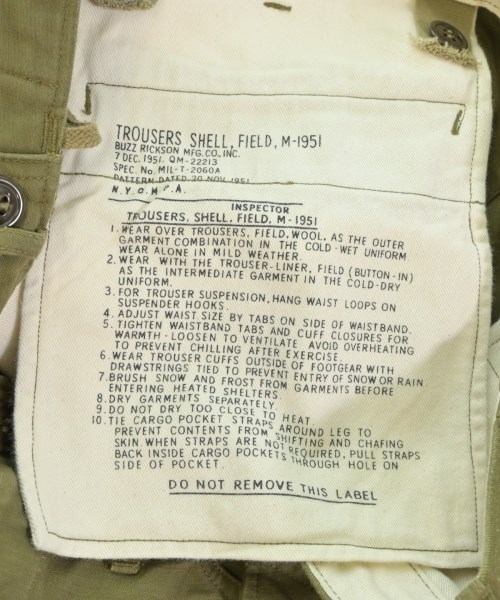 TROUSERS SHELL, FIELD, M-1951
BUZZ RICKSON MFG. CO., INC.
7 DEC. 1951. QM-22213
SPEC. No. MIL-T-2060A
PATTERN DATED 20 NOV. 1951
N.Y.Q.M.P.A.
INSPECTOR
TROUSERS, SHELL, FIELD, M-1951
1. WEAR OVER TROUSERS, FIELD, WOOL, AS THE OUTER
GARMENT COMBINATION IN THE COLD-WET UNIFORM
WEAR ALONE IN MILD WEATHER.
2. WEAR WITH THE TROUSER-LINER, FIELD (BUTTON-IN)
AS THE INTERMEDIATE GARMENT IN THE COLD-DRY
UNIFORM.
3. FOR TROUSER SUSPENSION, HANG WAIST LOOPS ON
SUSPENDER HOOKS.
4. ADJUST WAIST SIZE BY TABS ON SIDE OF WAISTBAND.
5. TIGHTEN WAISTBAND TABS AND CUFF CLOSURES FOR
WARMTH-LOOSEN TO VENTILATE AVOID OVERHEATING
TO PREVENT CHILLING AFTER EXERCISE.
6. WEAR TROUSER CUFFS OUTSIDE OF FOOTGEAR WITH
DRAWSTRINGS TIED TO PREVENT ENTRY OF SNOW OR RAIN
7. BRUSH SNOW AND FROST FROM GARMENTS BEFORE
ENTERING HEATED SHELTERS.
8. DRY GARMENTS SEPARATELY.
9. DO NOT DRY TOO CLOSE TO HEAT
10. TIE CARGO POCKET STRAPS AROUND LEG TO
PREVENT CONTENTS FROM SHIFTING AND CHAFING
SKIN. WHEN STRAPS ARE NOT REQUIRED, PULL STRAPS
BACK INSIDE CARGO POCKETS THROUGH HOLE ON
SIDE OF POCKET.
DO NOT REMOVE THIS LABEL